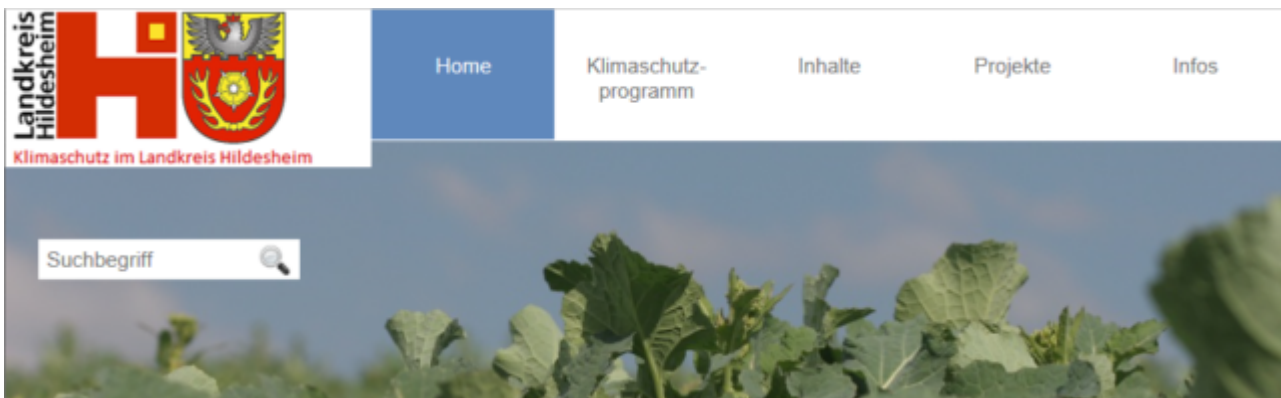 Landkreis
Hildesheim
Klimaschutz im Landkreis Hildesheim
Home
Klimaschutz-
programm
Inhalte
Projekte
Infos
Suchbegriff